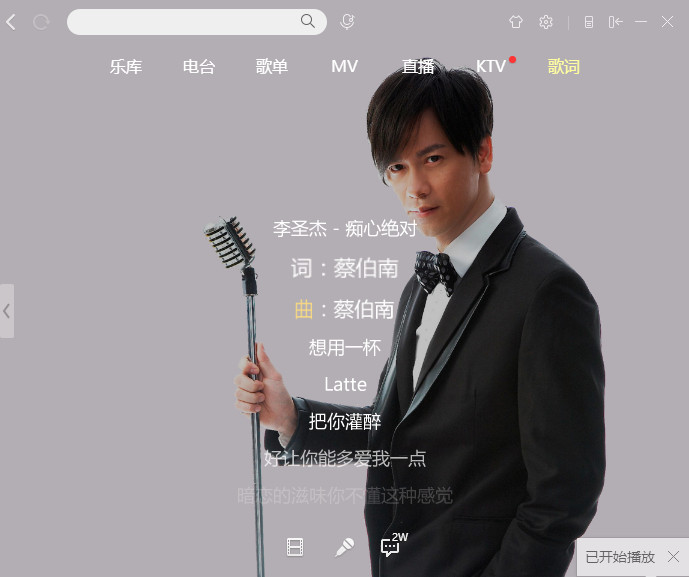 乐库 电台 歌单 MV 直播 KTV 歌词
李圣杰 - 痴心绝对
词：蔡伯南
曲：蔡伯南
想用一杯
Latte
把你灌醉
好让你能多爱我一点
暗恋的滋味你不懂这种感觉
2W
已开始播放